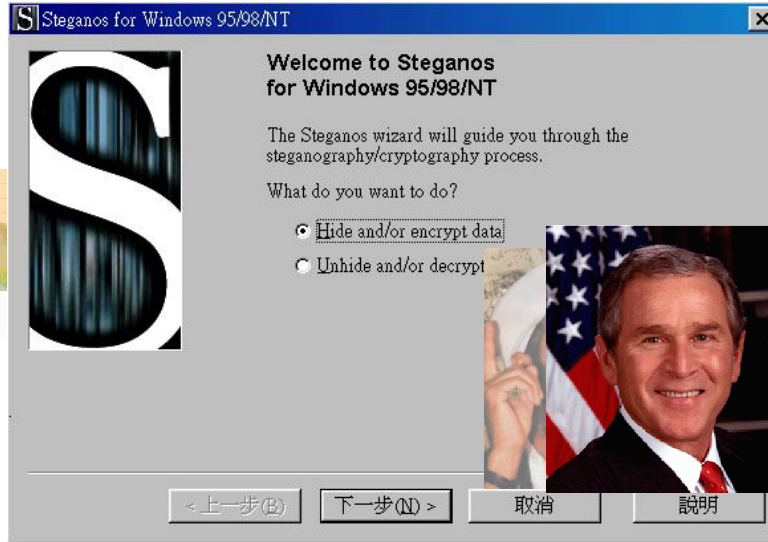 Steganos for Windows 95/98/NT
Welcome to Steganos
for Windows 95/98/NT
The Steganos wizard will guide you through the
steganography/cryptography process.
What do you want to do?
Hide and/or encrypt data
Unhide and/or decrypt
<上一步(B)
下一步(N) >
取消
說明